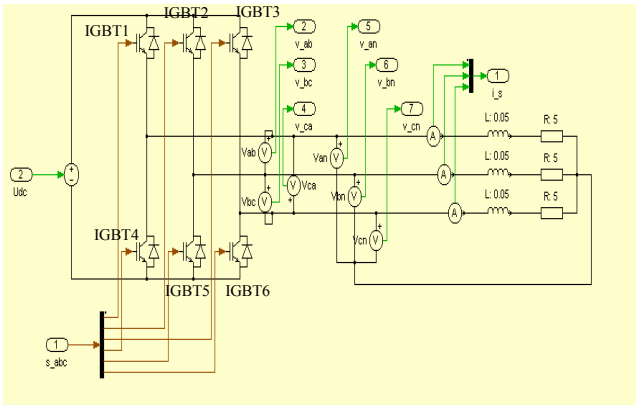 IGBT1 IGBT2 IGBT3
2
v_ab
5
v_an
3
v_bc
6
v_bn
1
i_s
4
v_ca
7
v_cn
L: 0.05 R: 5
A
Vab V
Van V
2
Udc
+
−
L: 0.05 R: 5
A
Vca V
Vbn V
Vbc V
L: 0.05 R: 5
A
Vcn V
IGBT4
IGBT5 IGBT6
1
s_abc